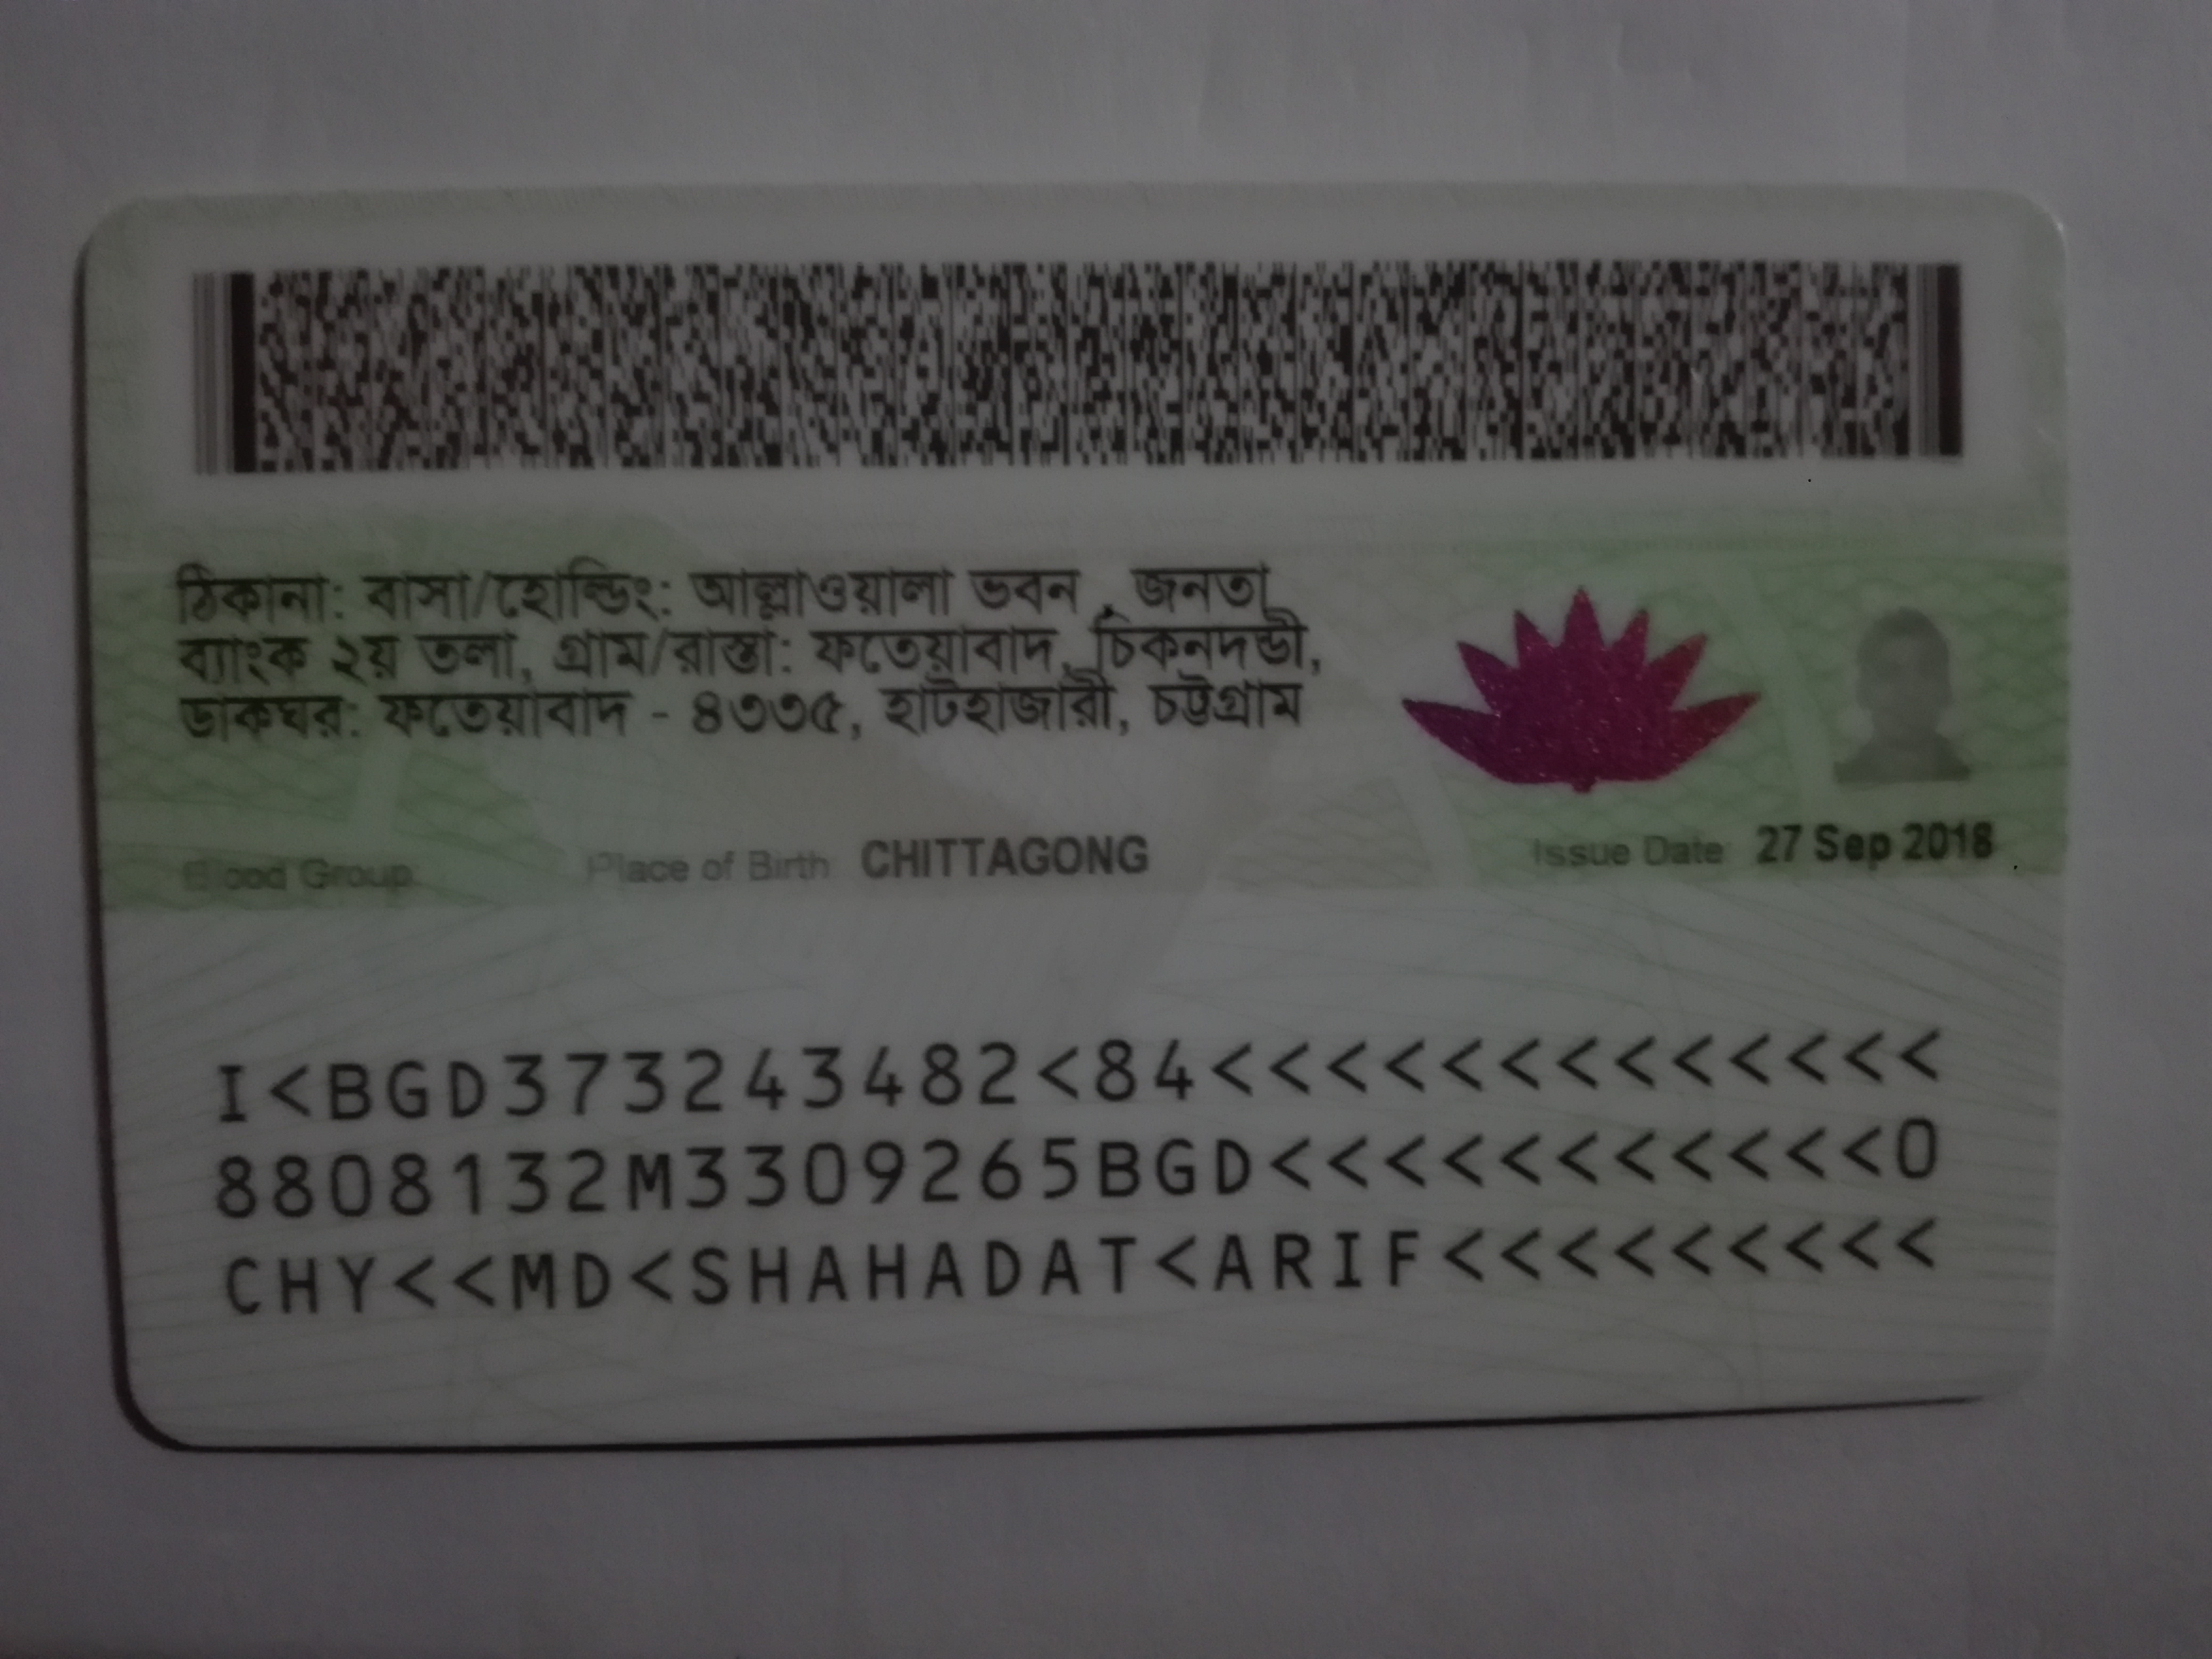 ঠিকানা: বাসা/হোল্ডিং: আল্লাওয়ালা ভবন , জনতা
ব্যাংক ২য় তলা, গ্রাম/রাস্তা: ফতেয়াবাদ, চিকনদন্ডী,
ডাকঘর: ফতেয়াবাদ - ৪৩৩৫, হাটহাজারী, চট্টগ্রাম
Blood Group Place of Birth CHITTAGONG Issue Date 27 Sep 2018
I<BGD373243482<84<<<<<<<<<<<<<
8808132M3309265BGD<<<<<<<<<<<0
CHY<<MD<SHAHADAT<ARIF<<<<<<<<<